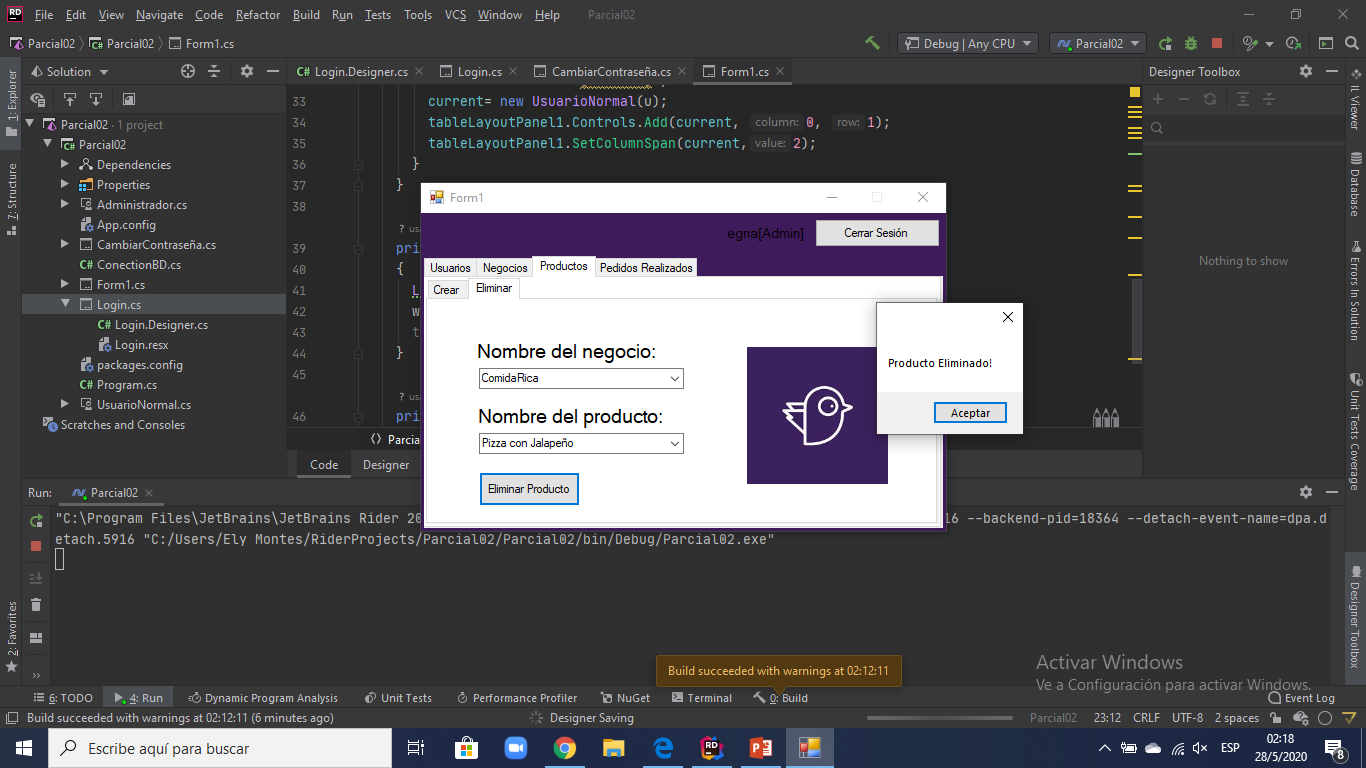 File Edit View Navigate Code Refactor Build Run Tests Tools VCS Window Help Parcial02
Parcial02 Parcial02 Form1.cs Debug | Any CPU Parcial02
Solution Login.Designer.cs Login.cs CambiarContraseña.cs Form1.cs Designer Toolbox
1: Explorer
7: Structure
2: Favorites
Parcial02 · 1 project
Parcial02
Dependencies
Properties
Administrador.cs
App.config
CambiarContraseña.cs
ConectionBD.cs
Form1.cs
Login.cs
Login.Designer.cs
Login.resx
packages.config
Program.cs
UsuarioNormal.cs
Scratches and Consoles
33 current= new UsuarioNormal(u);
34 tableLayoutPanel1.Controls.Add(current, column: 0, row: 1);
35 tableLayoutPanel1.SetColumnSpan(current, value: 2);
36 }
37 }
38
? usa
39 pri
40 {
41 L
42 w
43 t
44 }
45
? usa
46 pri
Parcia
Code Designer
Form1
egna[Admin] Cerrar Sesión
Usuarios Negocios Productos Pedidos Realizados
Crear Eliminar
Nombre del negocio:
ComidaRica
Nombre del producto:
Pizza con Jalapeño
Eliminar Producto
Producto Eliminado!
Aceptar
Nothing to show
IL Viewer
Database
Errors In Solution
Unit Tests Coverage
Designer Toolbox
Run: Parcial02
"C:\Program Files\JetBrains\JetBrains Rider 20 16 --backend-pid=18364 --detach-event-name=dpa.d
etach.5916 "C:/Users/Ely Montes/RiderProjects/Parcial02/Parcial02/bin/Debug/Parcial02.exe"
Build succeeded with warnings at 02:12:11
Activar Windows
Ve a Configuración para activar Windows.
6: TODO 4: Run Dynamic Program Analysis Unit Tests Performance Profiler NuGet Terminal 0: Build Event Log
Build succeeded with warnings at 02:12:11 (6 minutes ago) Designer Saving Parcial02 23:12 CRLF UTF-8 2 spaces
Escribe aquí para buscar ESP 02:18
28/5/2020 8